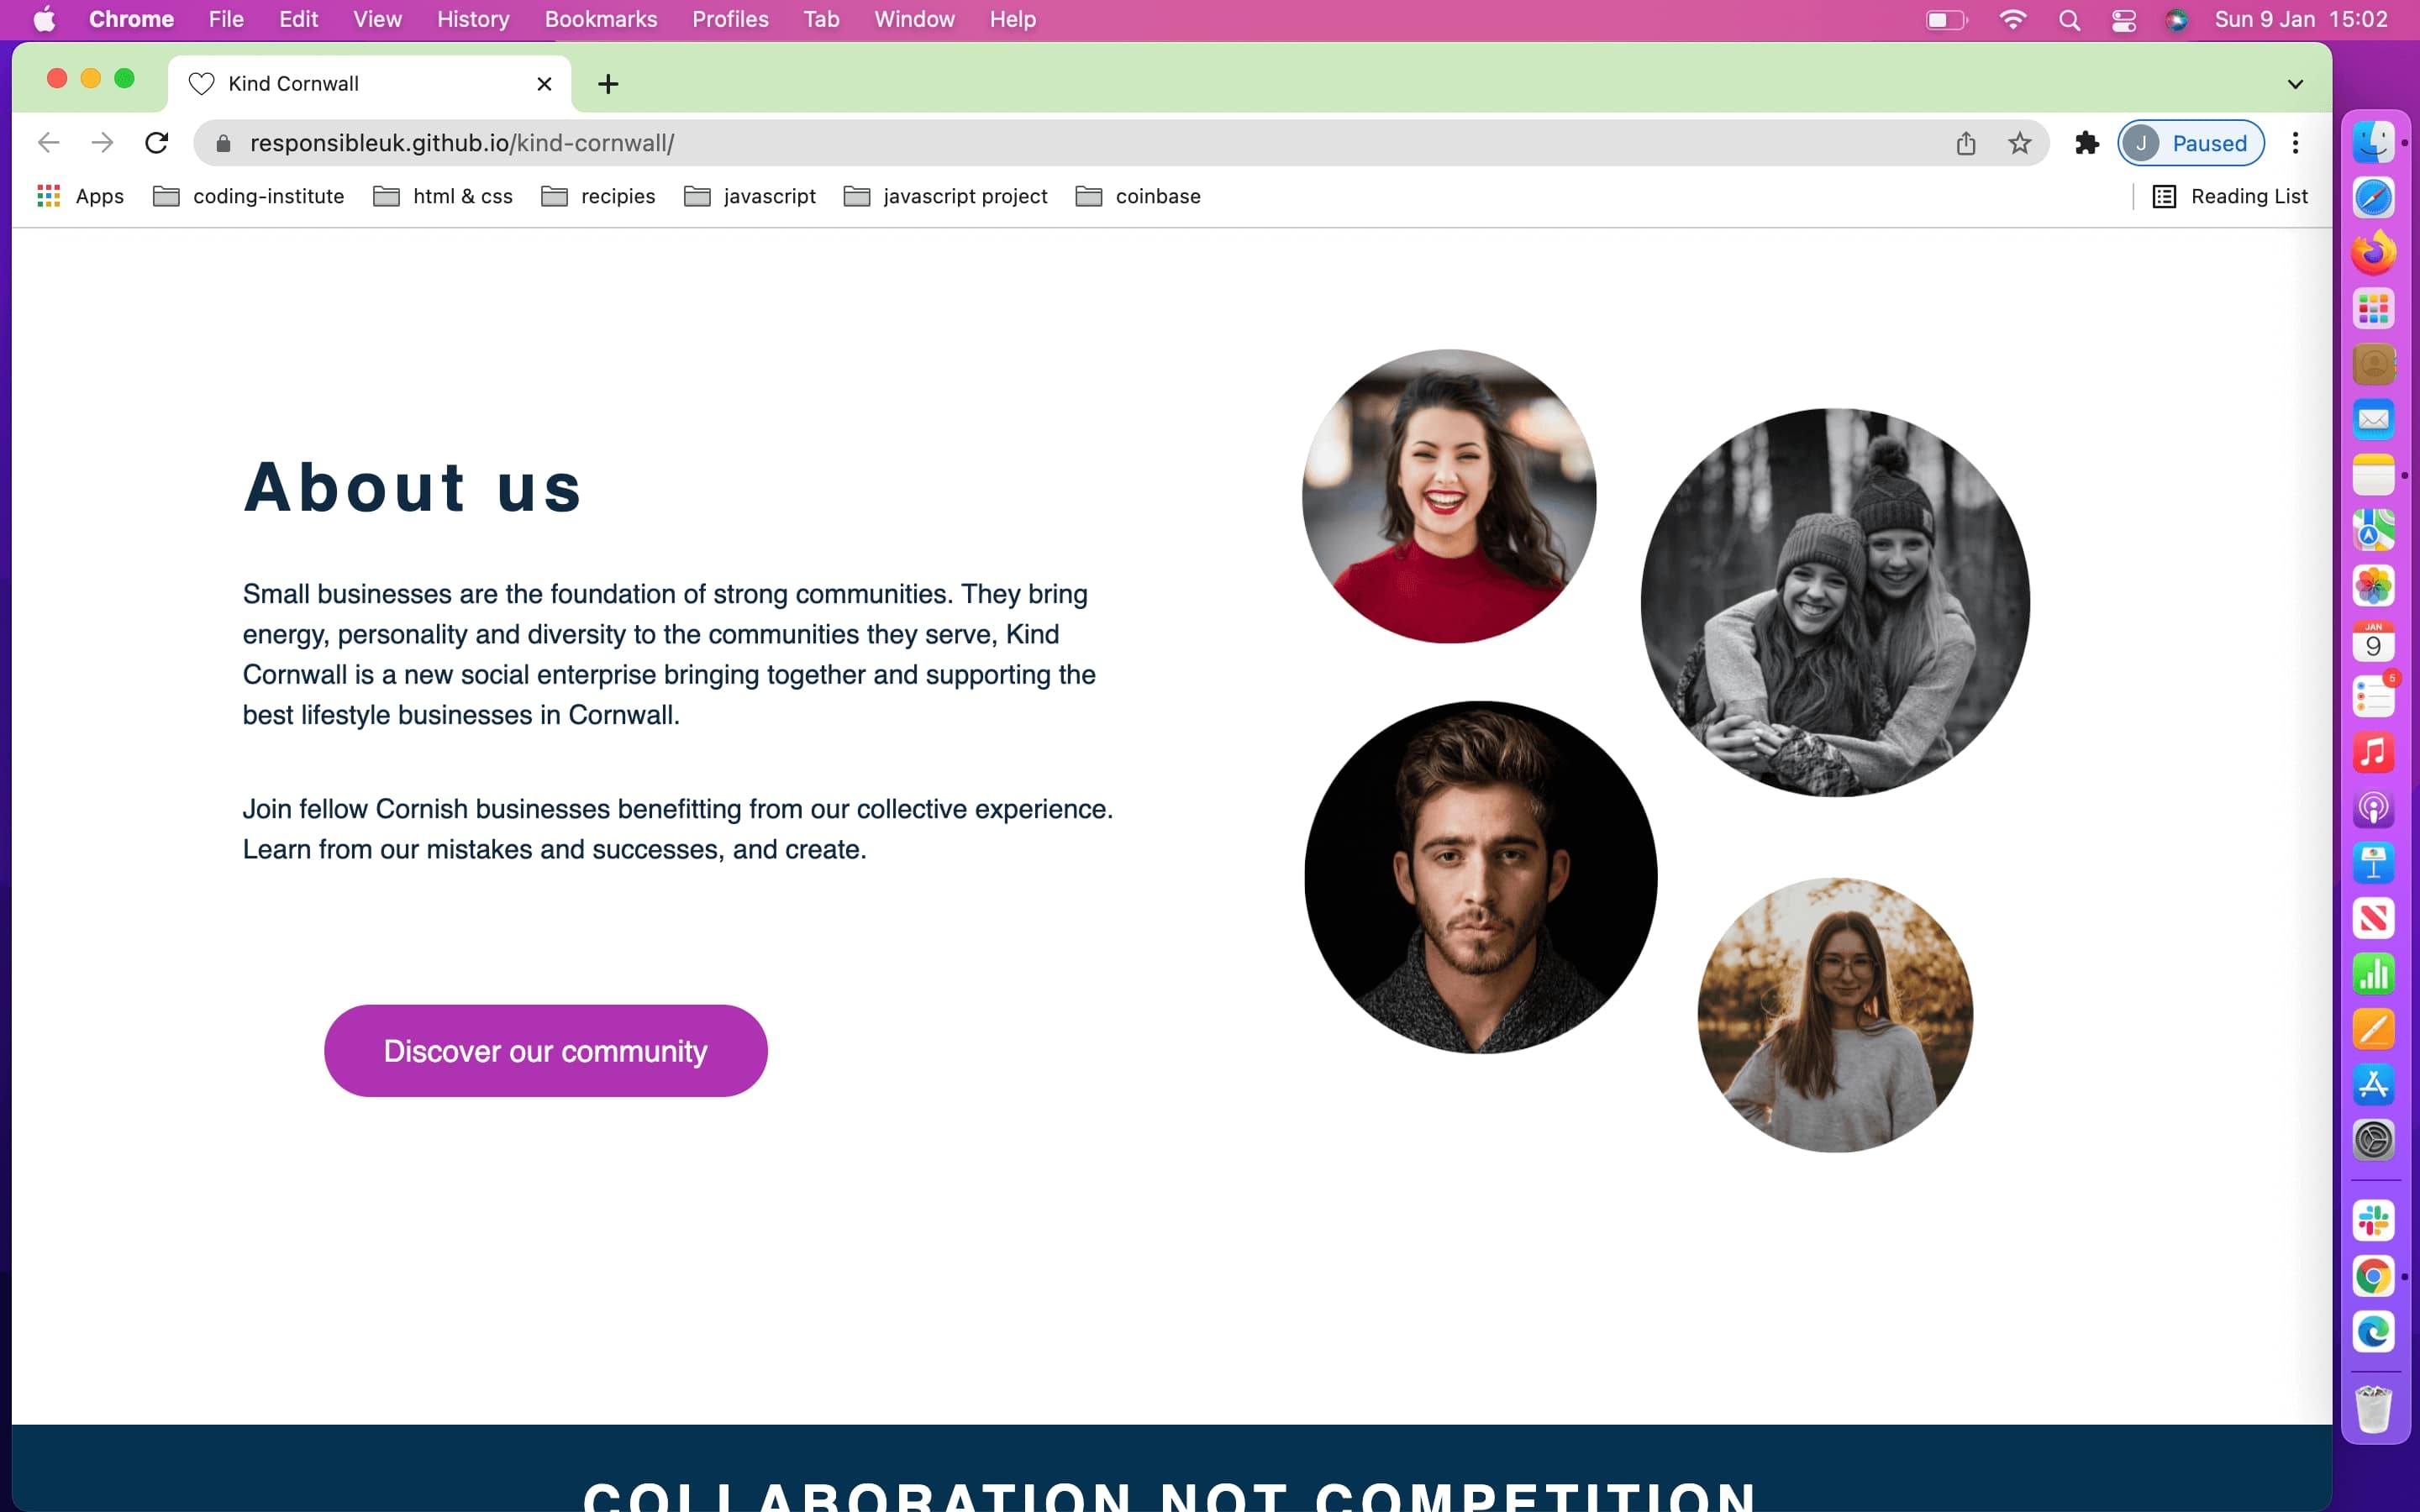 Chrome File Edit View History Bookmarks Profiles Tab Window Help Sun 9 Jan 15:02
Kind Cornwall
responsibleuk.github.io/kind-cornwall/
J Paused
Apps coding-institute html & css recipies javascript javascript project coinbase Reading List
About us
Small businesses are the foundation of strong communities. They bring
energy, personality and diversity to the communities they serve, Kind
Cornwall is a new social enterprise bringing together and supporting the
best lifestyle businesses in Cornwall.
Join fellow Cornish businesses benefitting from our collective experience.
Learn from our mistakes and successes, and create.
Discover our community
COLLABORATION NOT COMPETITION
JAN
9
5